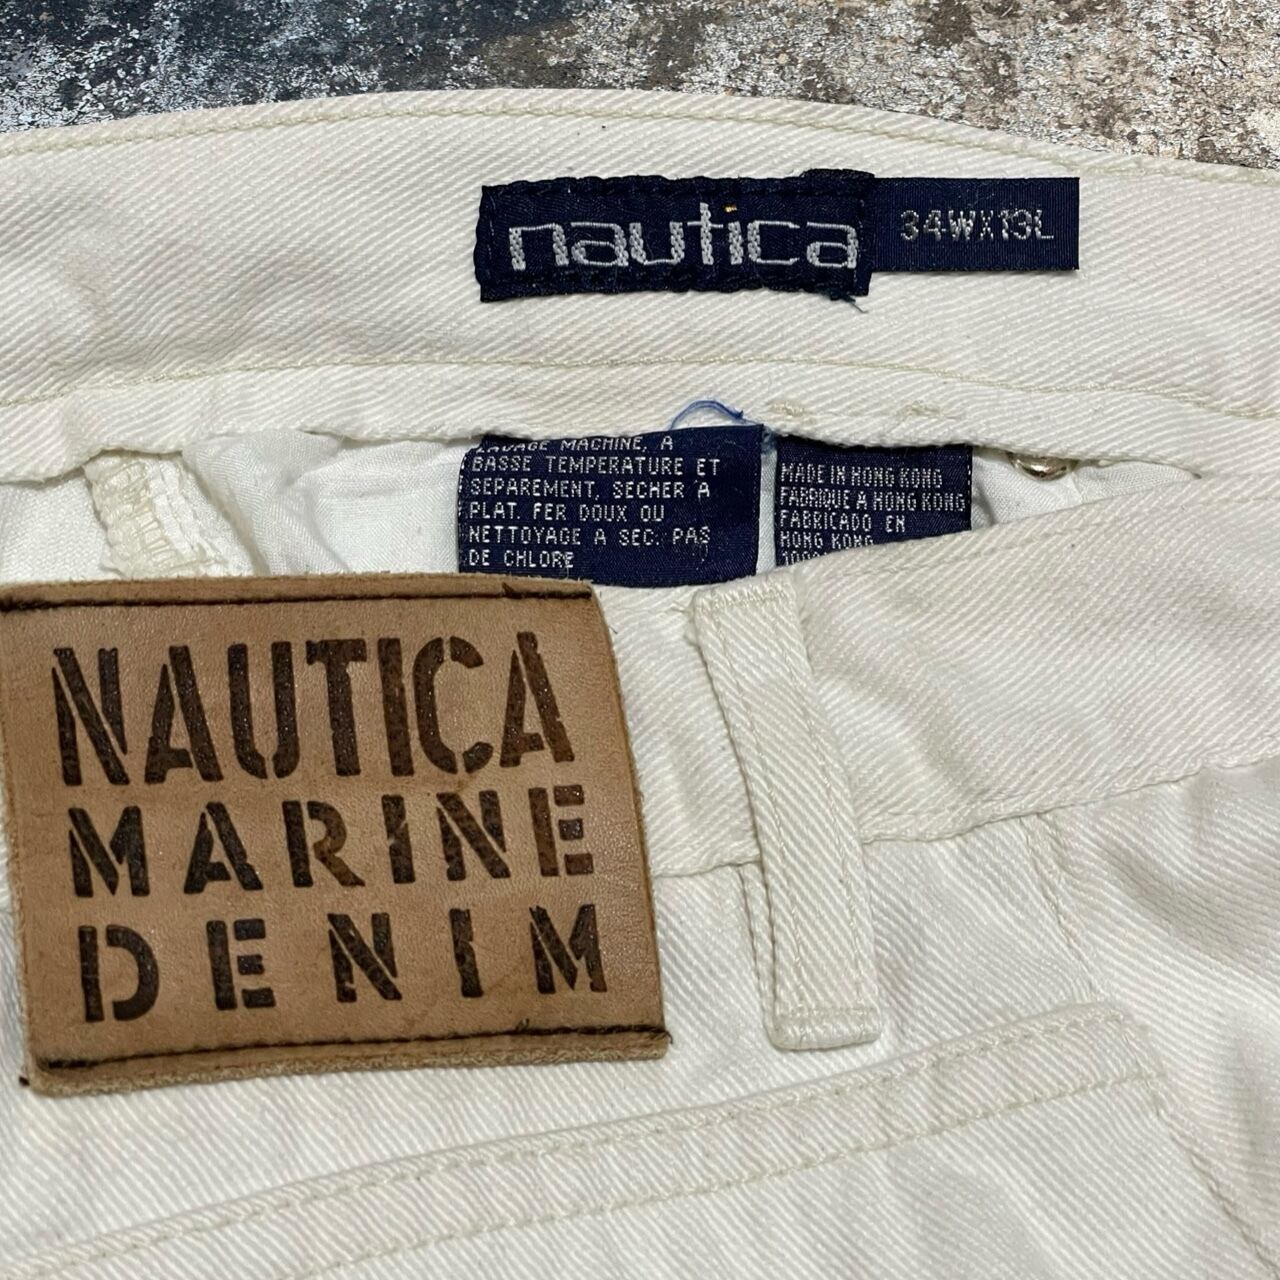 nautica
34WX13L
LAVAGE MACHINE, A
BASSE TEMPERATURE ET
SEPAREMENT, SECHER A
PLAT. FER DOUX OU
NETTOYAGE A SEC. PAS
DE CHLORE
MADE IN HONG KONG
FABRIQUE A HONG KONG
FABRICADO EN
HONG KONG
NAUTICA
MARINE
DENIM